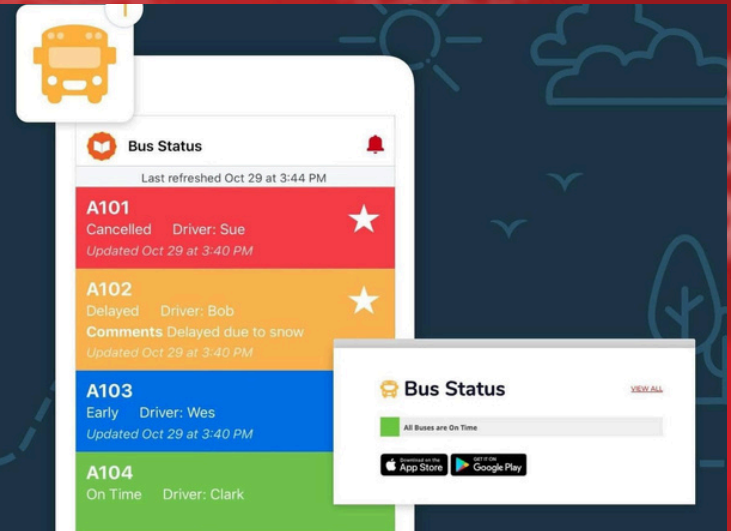 1
Bus Status
Last refreshed Oct 29 at 3:44 PM
A101
Cancelled Driver: Sue
Updated Oct 29 at 3:40 PM
A102
Delayed Driver: Bob
Comments Delayed due to snow
Updated Oct 29 at 3:40 PM
A103
Early Driver: Wes
Updated Oct 29 at 3:40 PM
A104
On Time Driver: Clark
Bus Status
VIEW ALL
All Buses are On Time
Download on the
App Store
GET IT ON
Google Play